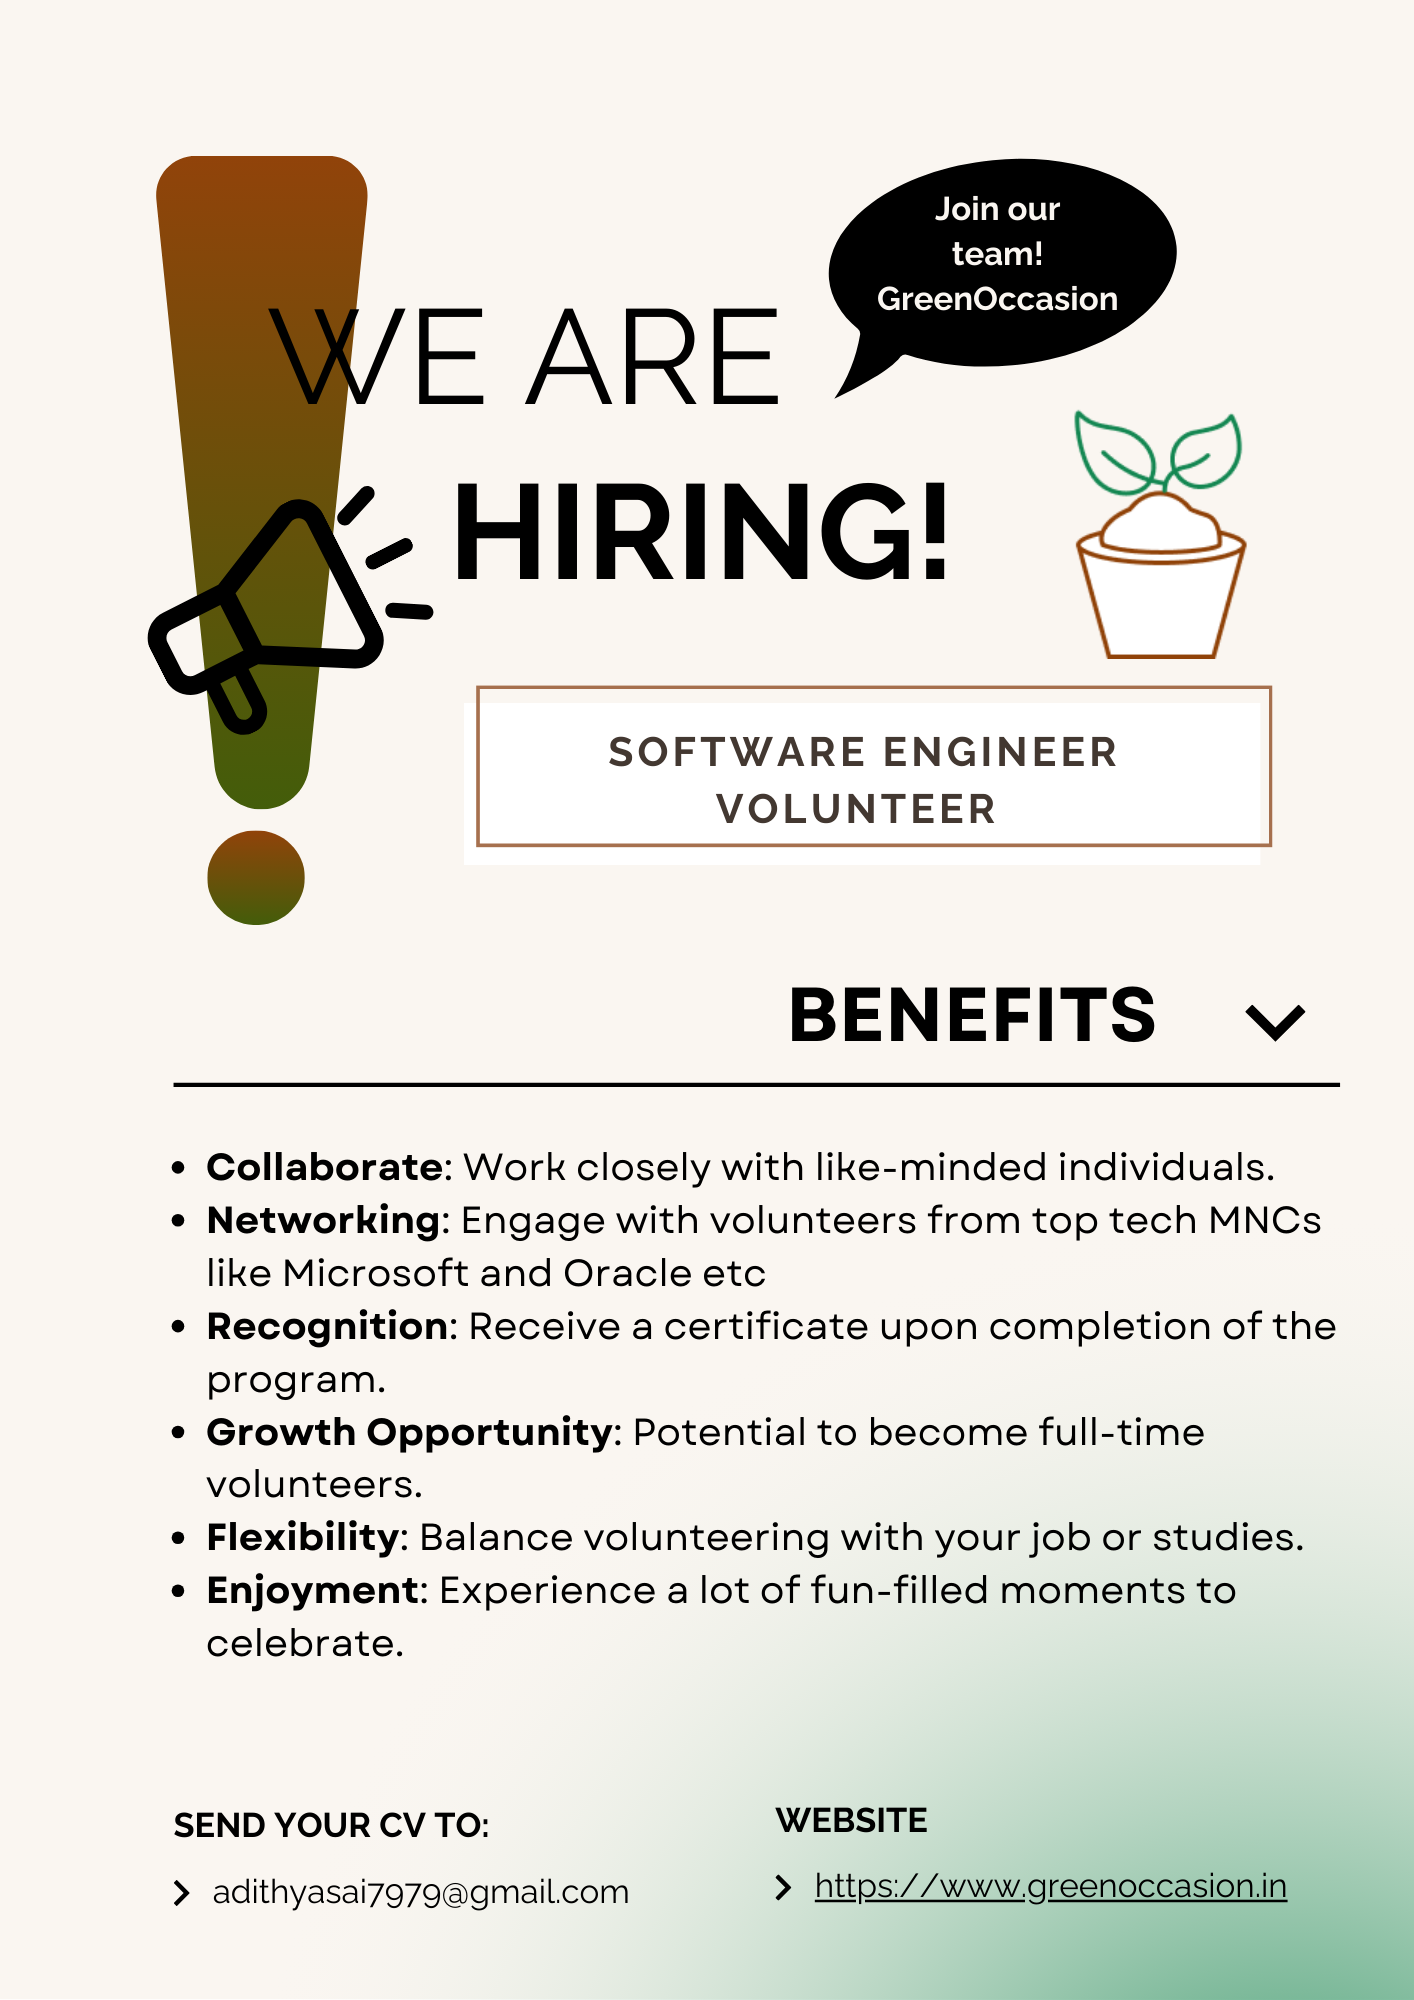 Join our
team!
GreenOccasion
WE ARE
HIRING!
SOFTWARE ENGINEER
VOLUNTEER
BENEFITS
• Collaborate: Work closely with like-minded individuals.
• Networking: Engage with volunteers from top tech MNCs
like Microsoft and Oracle etc
• Recognition: Receive a certificate upon completion of the
program.
• Growth Opportunity: Potential to become full-time
volunteers.
• Flexibility: Balance volunteering with your job or studies.
• Enjoyment: Experience a lot of fun-filled moments to
celebrate.
SEND YOUR CV TO:
adithyasai7979@gmail.com
WEBSITE
https://www.greenoccasion.in